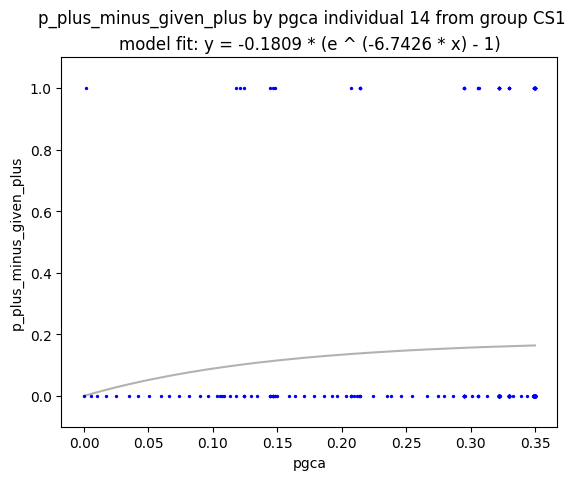 p_plus_minus_given_plus by pgca individual 14 from group CS1
model fit: y = -0.1809 * (e ^ (-6.7426 * x) - 1)
p_plus_minus_given_plus
1.0
0.8
0.6
0.4
0.2
0.0
0.00 0.05 0.10 0.15 0.20 0.25 0.30 0.35
pgca